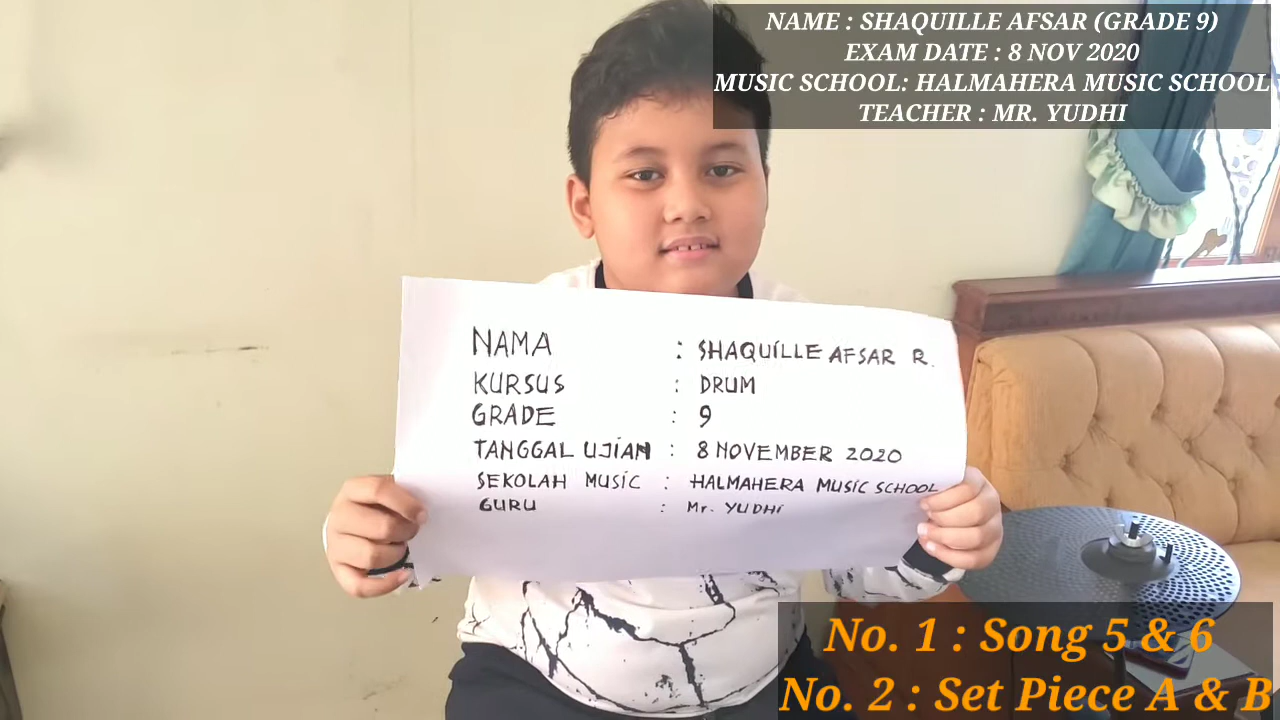 NAME : SHAQUILLE AFSAR (GRADE 9)
EXAM DATE : 8 NOV 2020
MUSIC SCHOOL: HALMAHERA MUSIC SCHOOL
TEACHER : MR. YUDHI
NAMA : SHAQUILLE AFSAR R.
KURSUS : DRUM
GRADE : 9
TANGGAL UJIAN : 8 NOVEMBER 2020
SEKOLAH MUSIC : HALMAHERA MUSIC SCHOOL
GURU : Mr. YUDHI
No. 1 : Song 5 & 6
No. 2 : Set Piece A & B